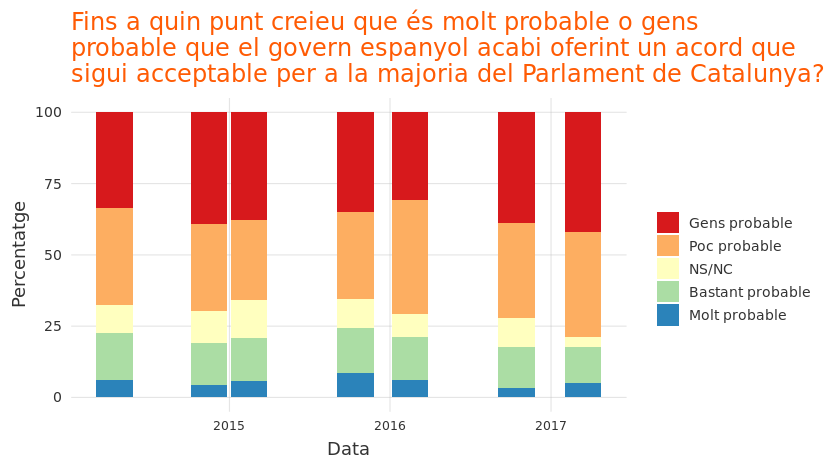 Fins a quin punt creieu que és molt probable o gens
probable que el govern espanyol acabi oferint un acord que
sigui acceptable per a la majoria del Parlament de Catalunya?
100
75
50
25
0
Percentatge
2015
2016
2017
Data
Gens probable
Poc probable
NS/NC
Bastant probable
Molt probable